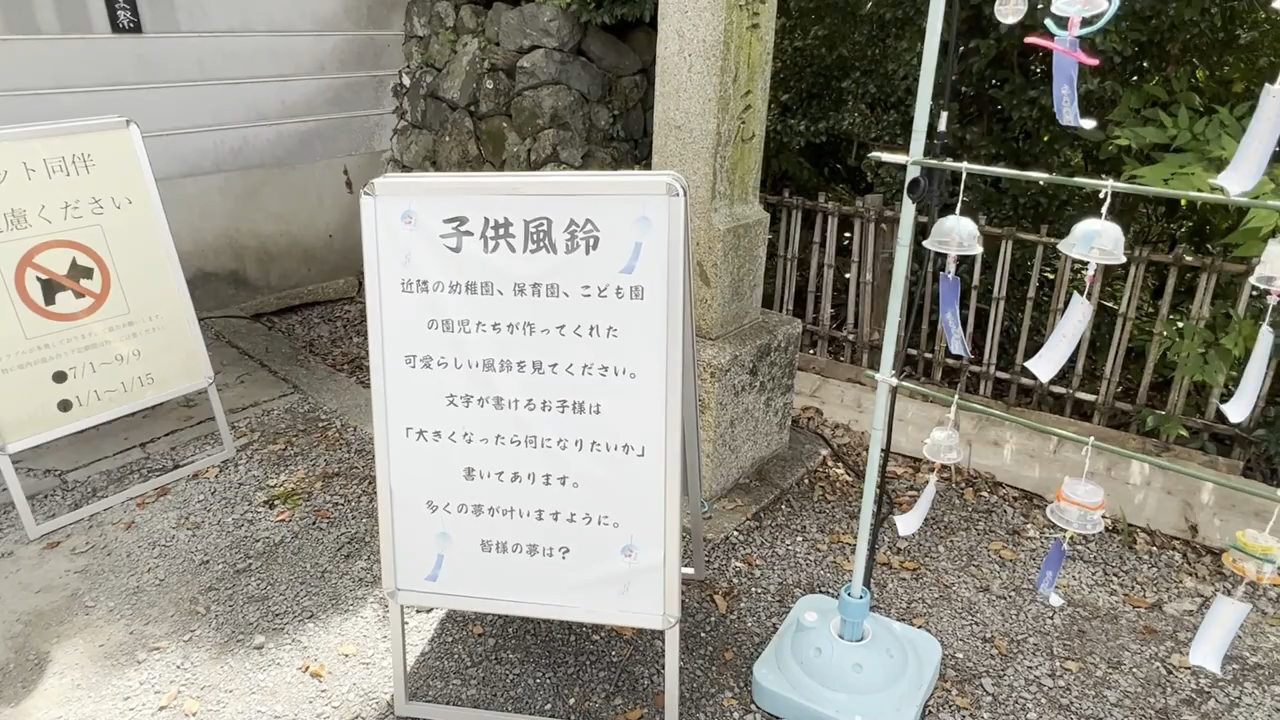 祭
ット同伴
慮ください
●7/1～9/9
●1/1～1/15
子供風鈴
近隣の幼稚園、保育園、こども園
の園児たちが作ってくれた
可愛らしい風鈴を見てください。
文字が書けるお子様は
「大きくなったら何になりたいか」
書いてあります。
多くの夢が叶いますように。
皆様の夢は?
元